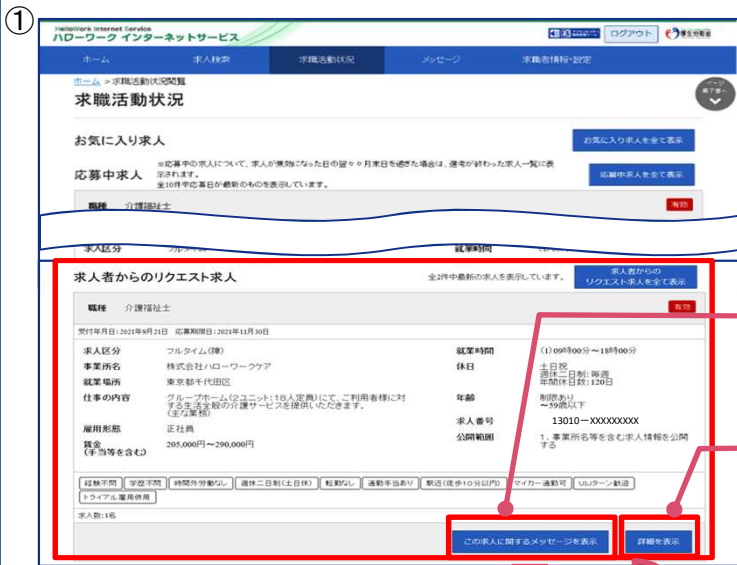 ①
HelloWork Internet Service
ハローワーク インターネットサービス
ログアウト
厚生労働省
ホーム 求人検索 求職活動状況 メッセージ 求職者情報・設定
ホーム > 求職活動状況閲覧
求職活動状況
ページ
最下部へ
お気に入り求人
お気に入り求人を全て表示
応募中求人
※応募中の求人について、求人が無効になった日の翌々々月末日を過ぎた場合は、選考が終わった求人一覧に表
示されます。
全10件中応募日が最新のものを表示しています。
応募中求人を全て表示
職種 介護福祉士
有効
求人区分 フルタイム 就業時間
求人者からのリクエスト求人
全2件中最新の求人を表示しています。
求人者からの
リクエスト求人を全て表示
職種 介護福祉士
有効
受付年月日:2021年9月21日 応募期限日:2021年11月30日
求人区分 フルタイム(障)
事業所名 株式会社ハローワークケア
就業場所 東京都千代田区
仕事の内容 グループホーム(2ユニット:18人定員)にて、ご利用者様に対
する生活全般の介護サービスを提供いただきます。
(主な業務)
雇用形態 正社員
賃金
(手当等を含む) 205,000円～290,000円
就業時間 (1)09時00分～18時00分
休日 土日祝
週休二日制:毎週
年間休日数:120日
年齢 制限あり
～59歳以下
求人番号 13010－XXXXXXXXX
公開範囲 1．事業所名等を含む求人情報を公開
する
経験不問 学歴不問 時間外労働なし 週休二日制(土日休) 転勤なし 通勤手当あり 駅近(徒歩10分以内) マイカー通勤可 UIJターン歓迎
トライアル雇用併用
求人数:1名
この求人に関するメッセージを表示 詳細を表示